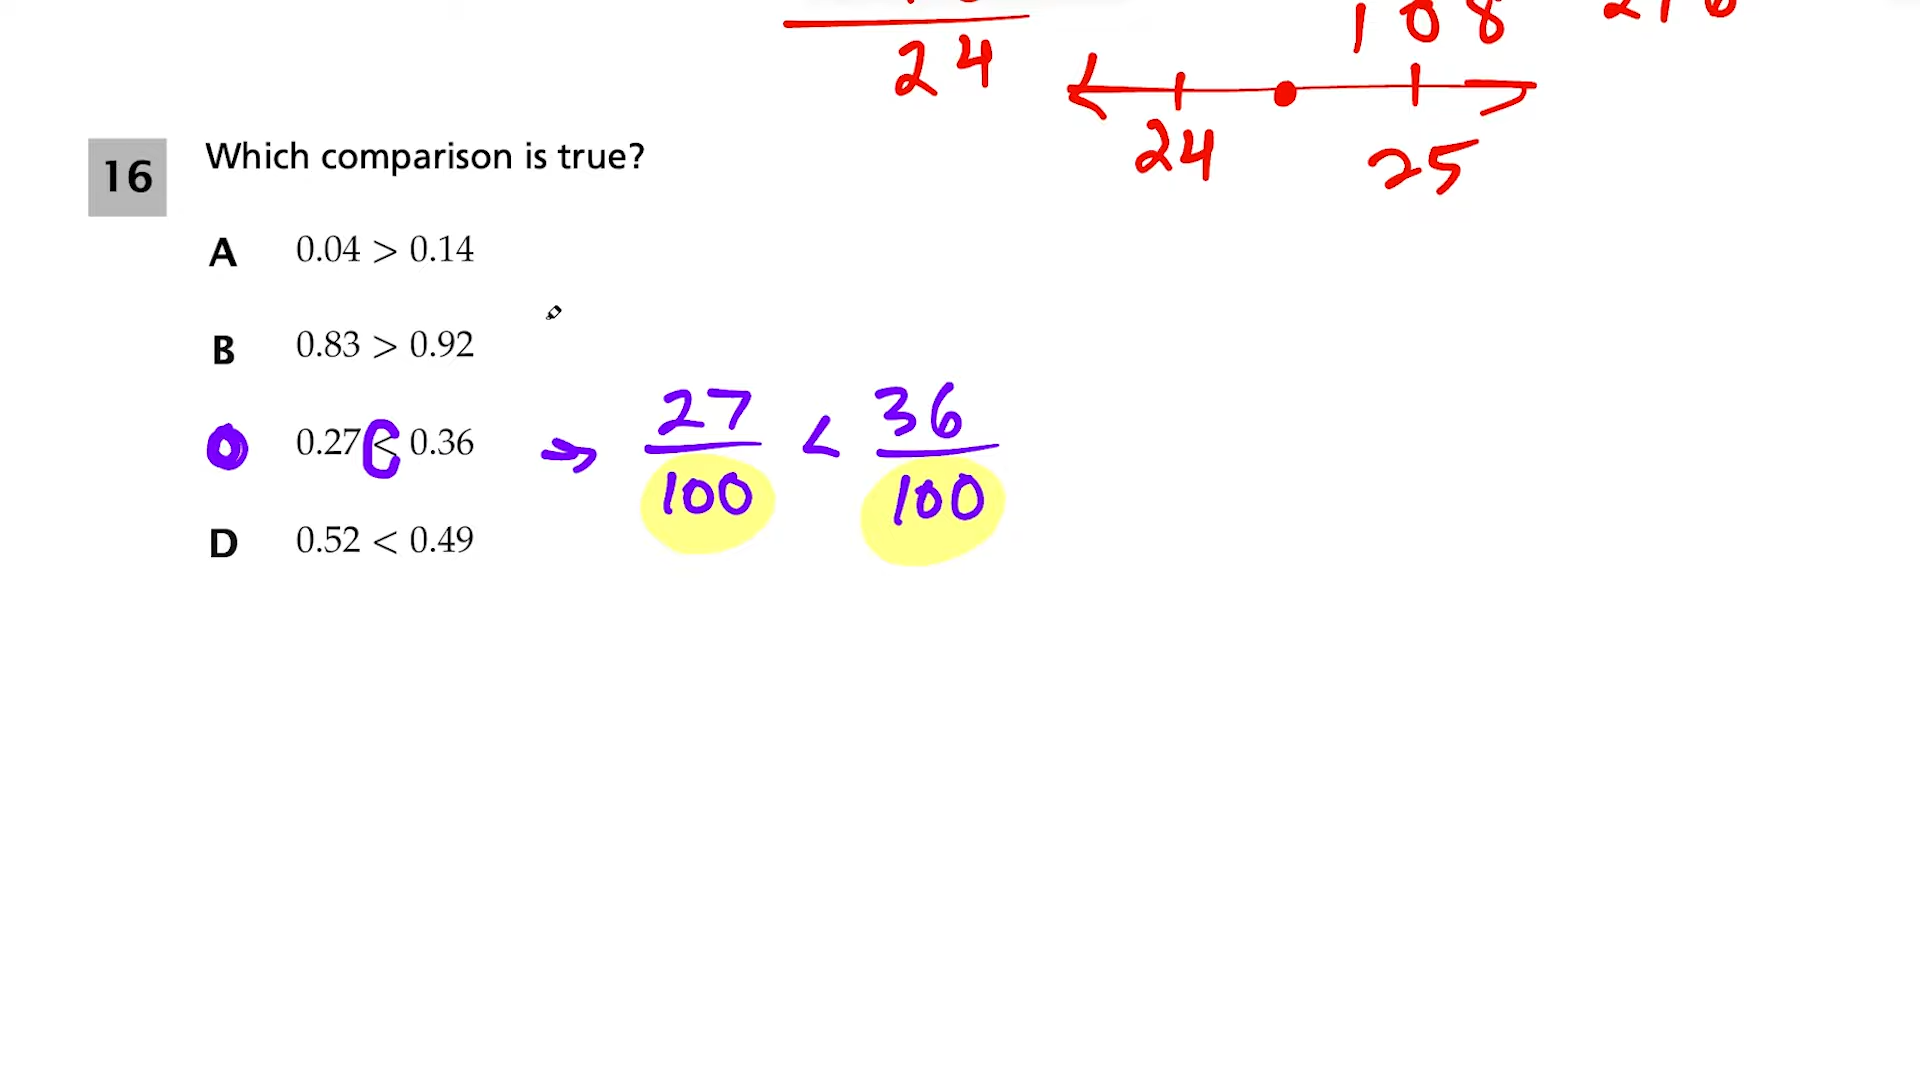 24
108
24 25
16 Which comparison is true?
A 0.04 > 0.14
B 0.83 > 0.92
0.27 < 0.36
27/100 < 36/100
D 0.52 < 0.49